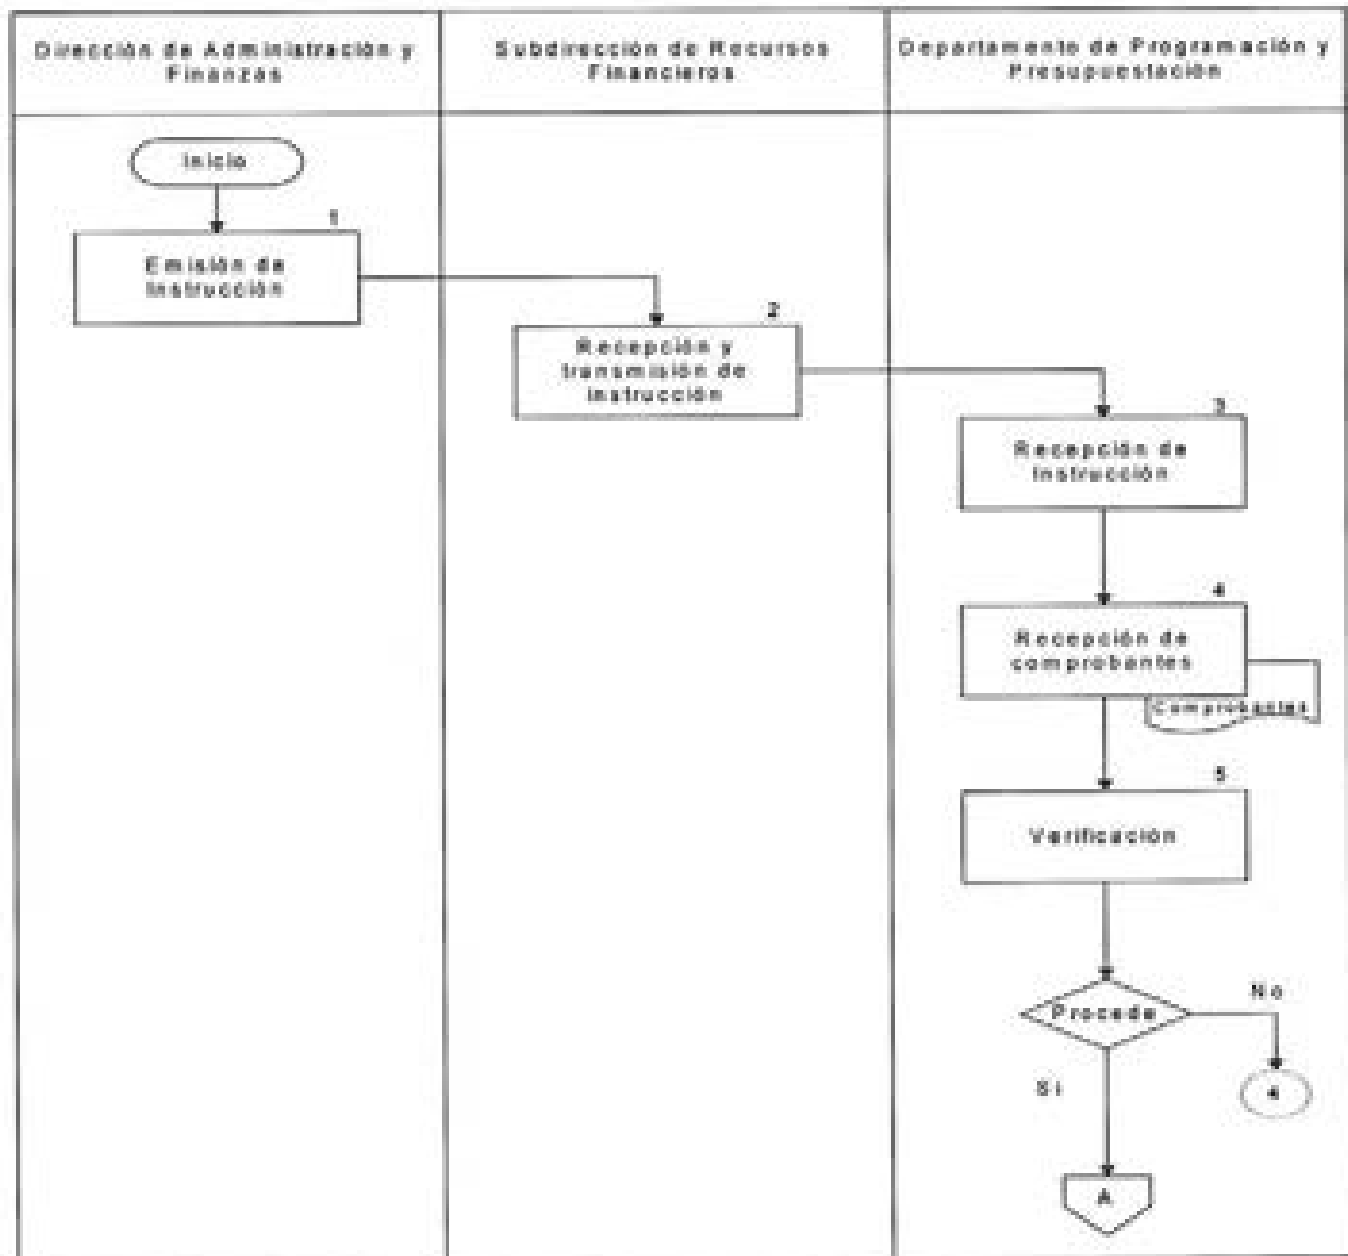 Dirección de Administración y
Finanzas
Subdirección de Recursos
Financieros
Departamento de Programación y
Presupuestación
Inicio
1
Emisión de
Instrucción
2
Recepción y
transmisión de
Instrucción
3
Recepción de
Instrucción
4
Recepción de
comprobantes
Comprobantes
5
Verificación
Procede
No
Si
4
A